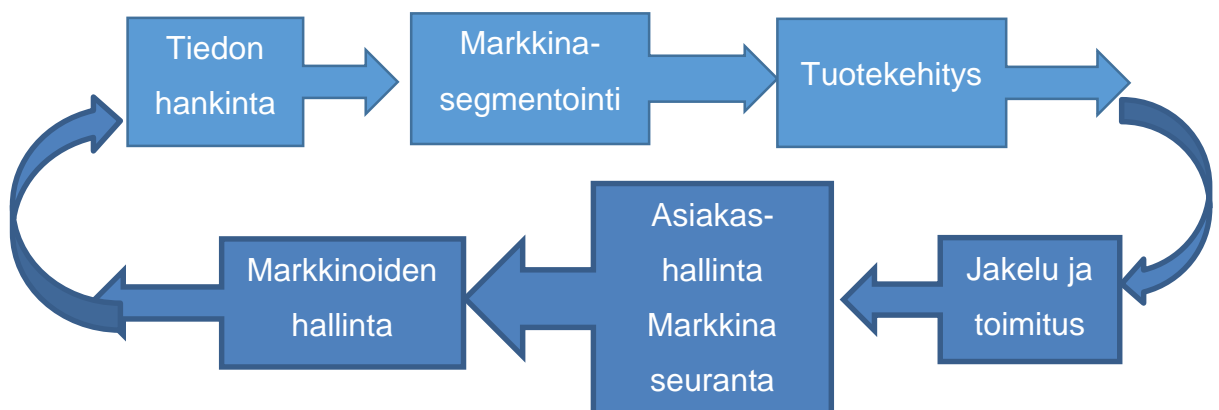 Tiedon
hankinta
Markkina-
segmentointi
Tuotekehitys
Jakelu ja
toimitus
Asiakas-
hallinta
Markkina
seuranta
Markkinoiden
hallinta